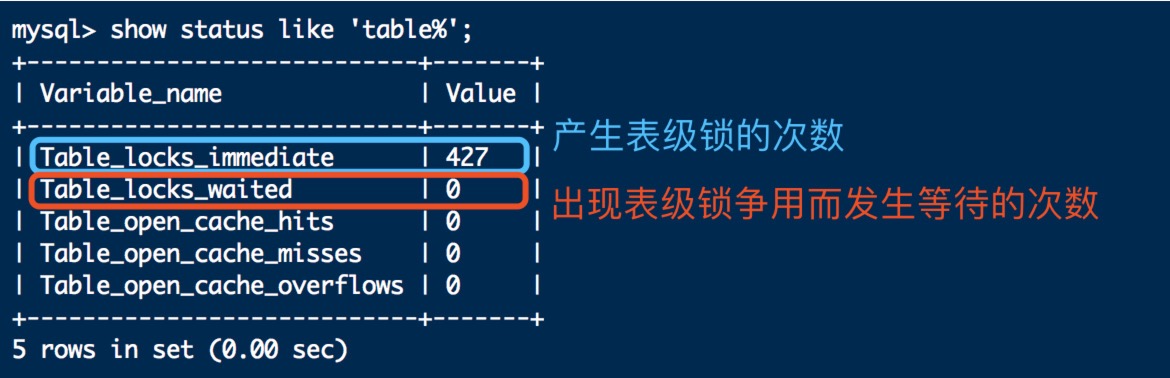 mysql> show status like 'table%';
+----------------------------+-------+
| Variable_name              | Value |
+----------------------------+-------+
| Table_locks_immediate      | 427   | 产生表级锁的次数
| Table_locks_waited         | 0     | 出现表级锁争用而发生等待的次数
| Table_open_cache_hits      | 0     |
| Table_open_cache_misses    | 0     |
| Table_open_cache_overflows | 0     |
+----------------------------+-------+
5 rows in set (0.00 sec)